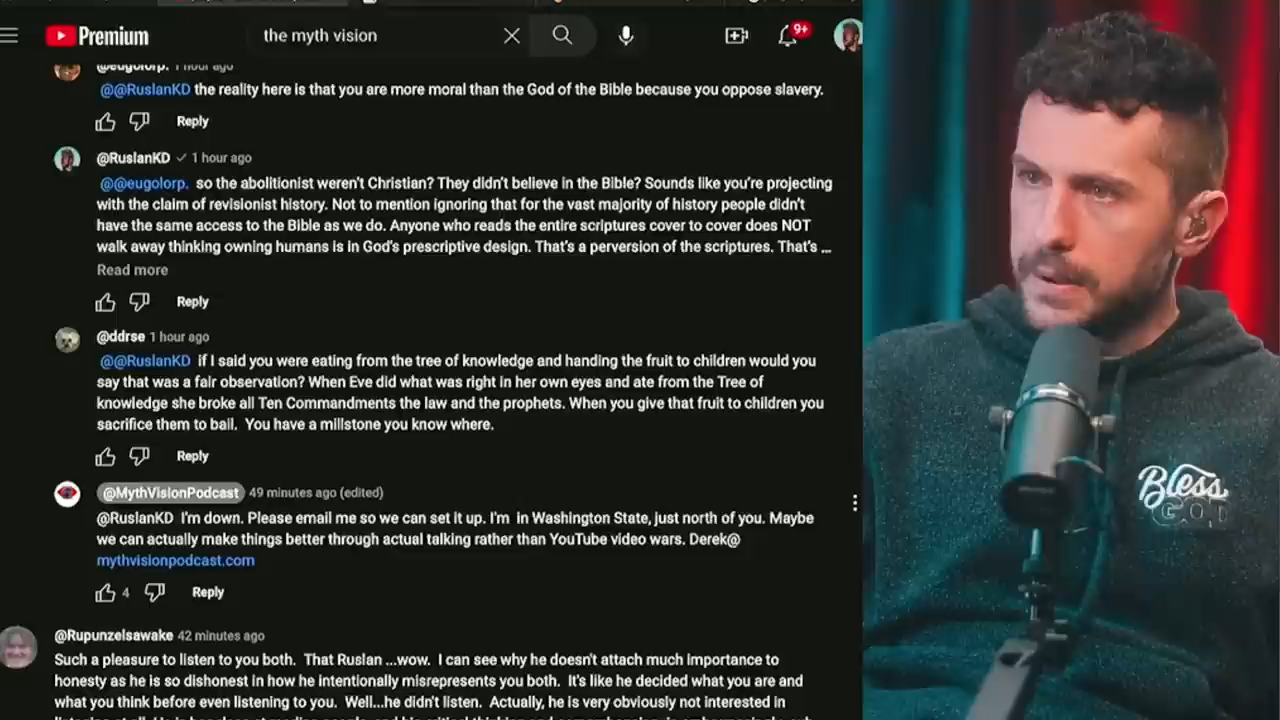 Premium
the myth vision
9+
@eugolorp. 1 hour ago
@@RuslanKD the reality here is that you are more moral than the God of the Bible because you oppose slavery.
Reply
@RuslanKD 1 hour ago
@@eugolorp. so the abolitionist weren't Christian? They didn't believe in the Bible? Sounds like you're projecting
with the claim of revisionist history. Not to mention ignoring that for the vast majority of history people didn't
have the same access to the Bible as we do. Anyone who reads the entire scriptures cover to cover does NOT
walk away thinking owning humans is in God's prescriptive design. That's a perversion of the scriptures. That's ...
Read more
Reply
@ddrse 1 hour ago
@@RuslanKD if I said you were eating from the tree of knowledge and handing the fruit to children would you
say that was a fair observation? When Eve did what was right in her own eyes and ate from the Tree of
knowledge she broke all Ten Commandments the law and the prophets. When you give that fruit to children you
sacrifice them to ball. You have a millstone you know where.
Reply
@MythVisionPodcast 49 minutes ago (edited)
@RuslanKD I'm down. Please email me so we can set it up. I'm in Washington State, just north of you. Maybe
we can actually make things better through actual talking rather than YouTube video wars. Derek@
mythvisionpodcast.com
4 Reply
@Rupunzelsawake 42 minutes ago
Such a pleasure to listen to you both. That Ruslan ...wow. I can see why he doesn't attach much importance to
honesty as he is so dishonest in how he intentionally misrepresents you both. It's like he decided what you are and
what you think before even listening to you. Well...he didn't listen. Actually, he is very obviously not interested in
Bless
G.O.D